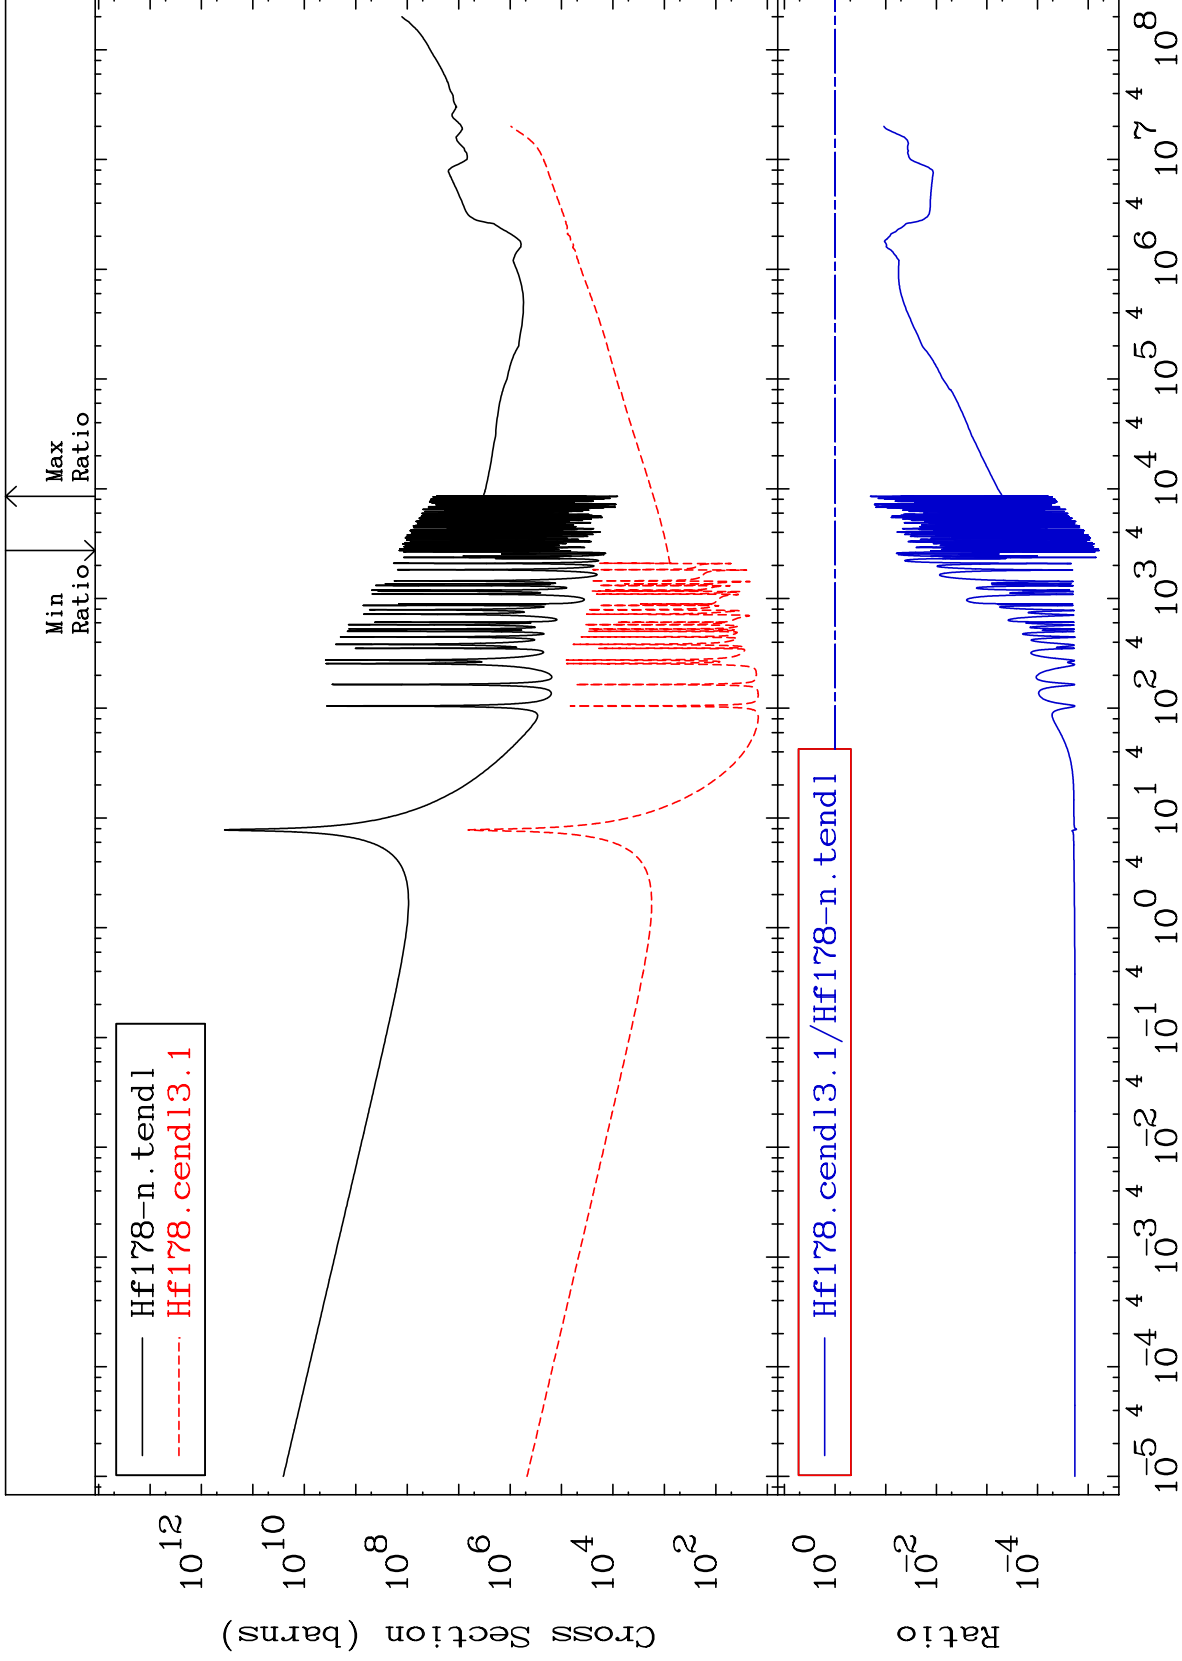 Min
Ratio
Max
Ratio
Hf178-n.tendl
Hf178.cendl3.1
10^12
10^10
10^8
10^6
10^4
10^2
Cross Section (barns)
Hf178.cendl3.1/Hf178-n.tendl
10^0
10^-2
10^-4
Ratio
10^-5 4 10^-4 4 10^-3 4 10^-2 4 10^-1 4 10^0 4 10^1 4 10^2 4 10^3 4 10^4 4 10^5 4 10^6 4 10^7 4 10^8